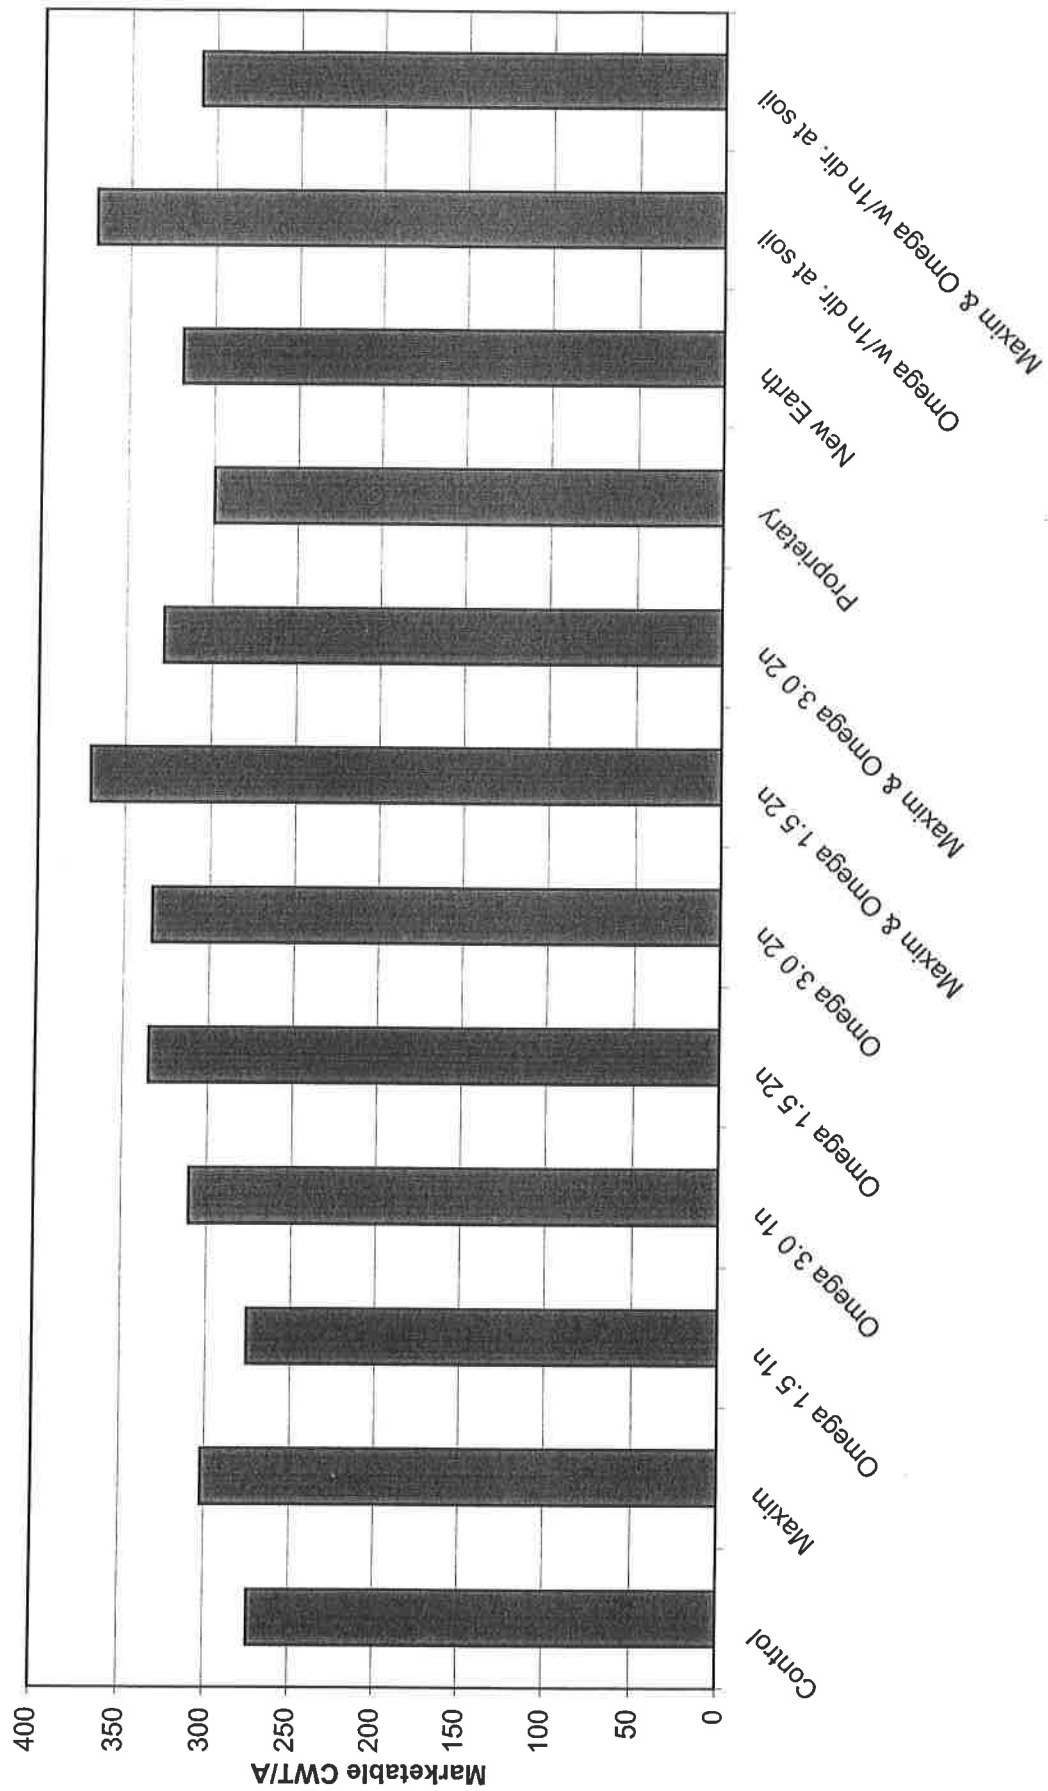 Marketable CWT/A
400
350
300
250
200
150
100
50
0
Control
Maxim
Omega 1.5 1n
Omega 3.0 1n
Omega 1.5 2n
Omega 3.0 2n
Maxim & Omega 1.5 2n
Maxim & Omega 3.0 2n
Proprietary
New Earth
Omega w/1n dir. at soil
Maxim & Omega w/1n dir. at soil